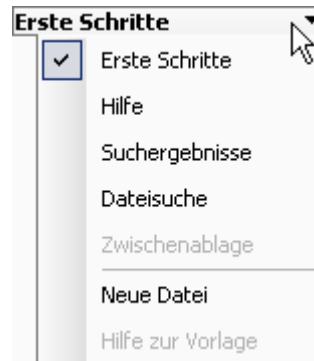 Erste Schritte
Erste Schritte
Hilfe
Suchergebnisse
Dateisuche
Zwischenablage
Neue Datei
Hilfe zur Vorlage